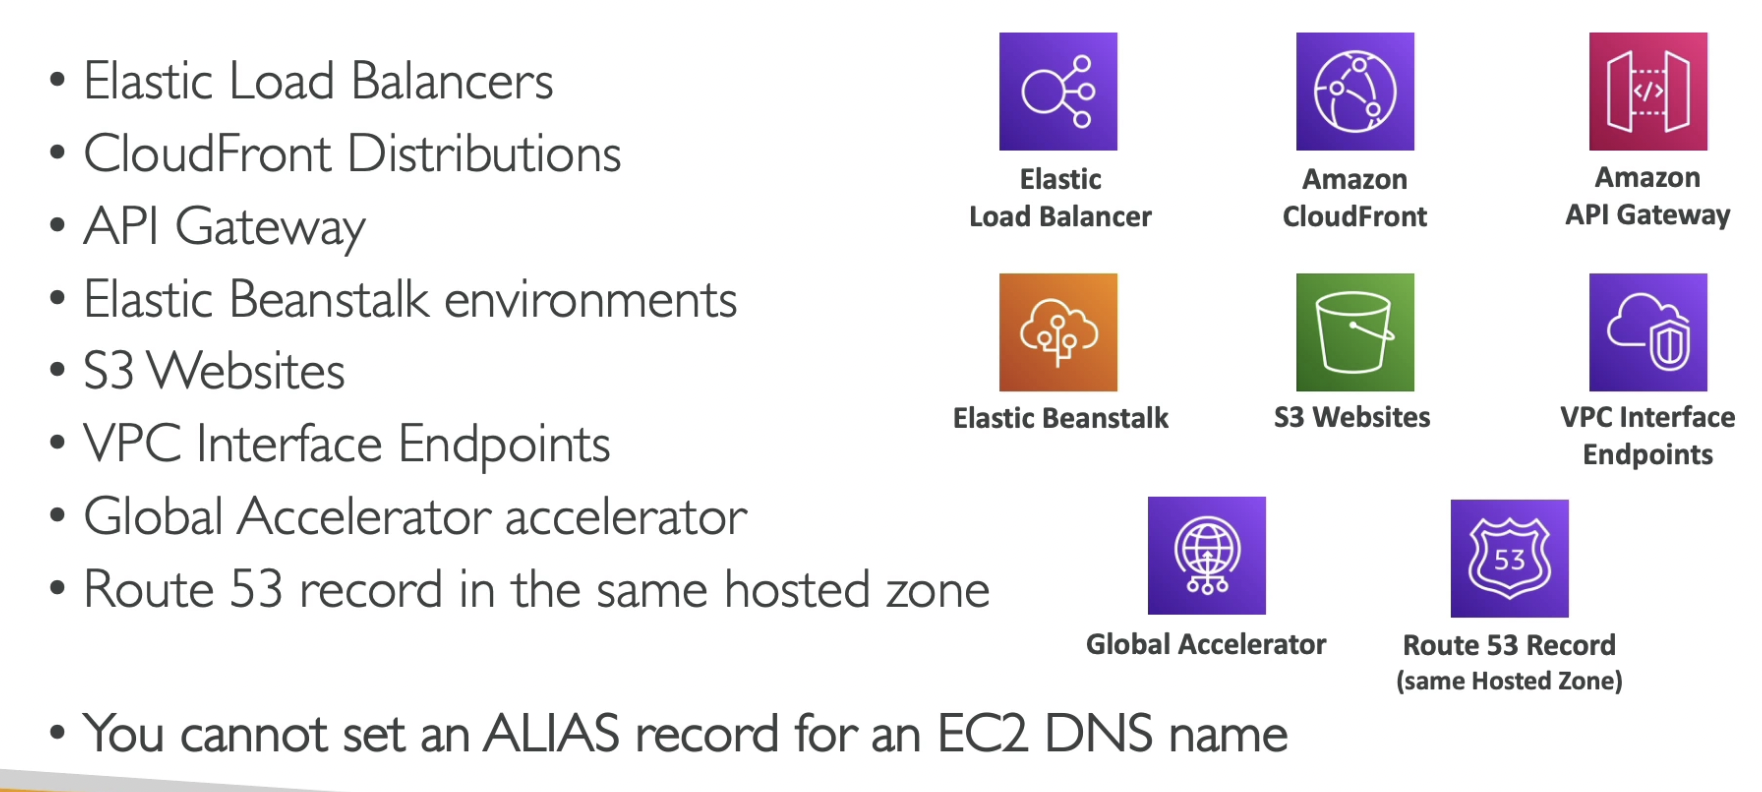 • Elastic Load Balancers
• CloudFront Distributions
• API Gateway
• Elastic Beanstalk environments
• S3 Websites
• VPC Interface Endpoints
• Global Accelerator accelerator
• Route 53 record in the same hosted zone
• You cannot set an ALIAS record for an EC2 DNS name
Elastic
Load Balancer
Amazon
CloudFront
</>
Amazon
API Gateway
Elastic Beanstalk
S3 Websites
VPC Interface
Endpoints
Global Accelerator
53
Route 53 Record
(same Hosted Zone)